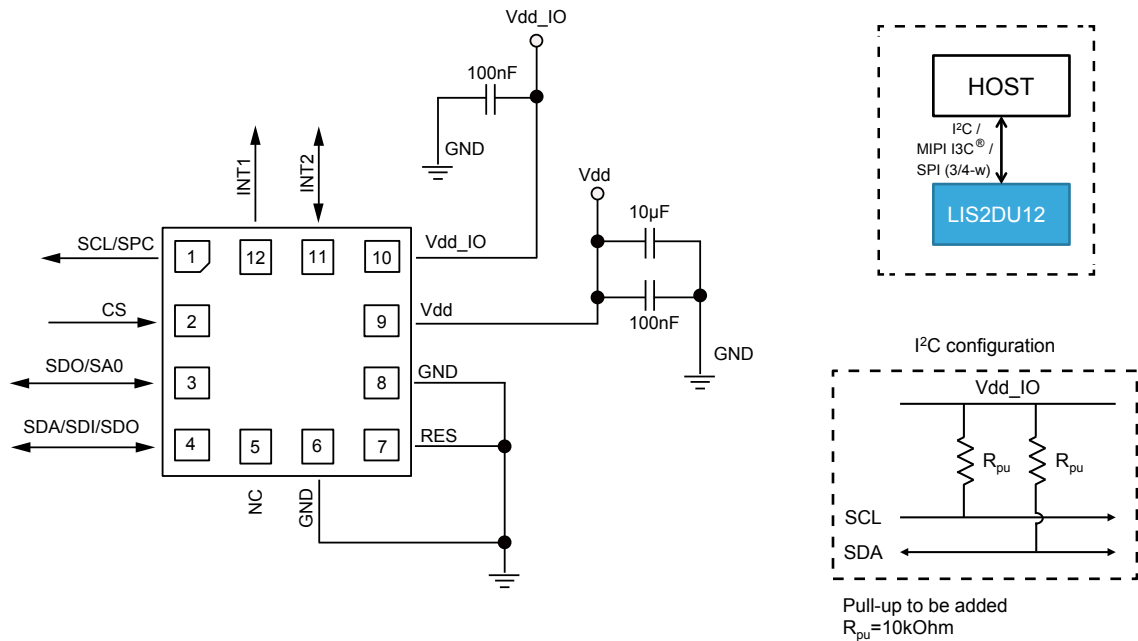 Vdd_IO
100nF
GND
INT1
INT2
Vdd
10µF
100nF
GND
SCL/SPC
CS
SDO/SA0
SDA/SDI/SDO
1
12
11
10
Vdd_IO
2
9
Vdd
3
8
GND
4
5
6
7
RES
NC
GND
HOST
I²C /
MIPI I3C® /
SPI (3/4-w)
LIS2DU12
I²C configuration
Vdd_IO
Rpu
Rpu
SCL
SDA
Pull-up to be added
Rpu=10kOhm